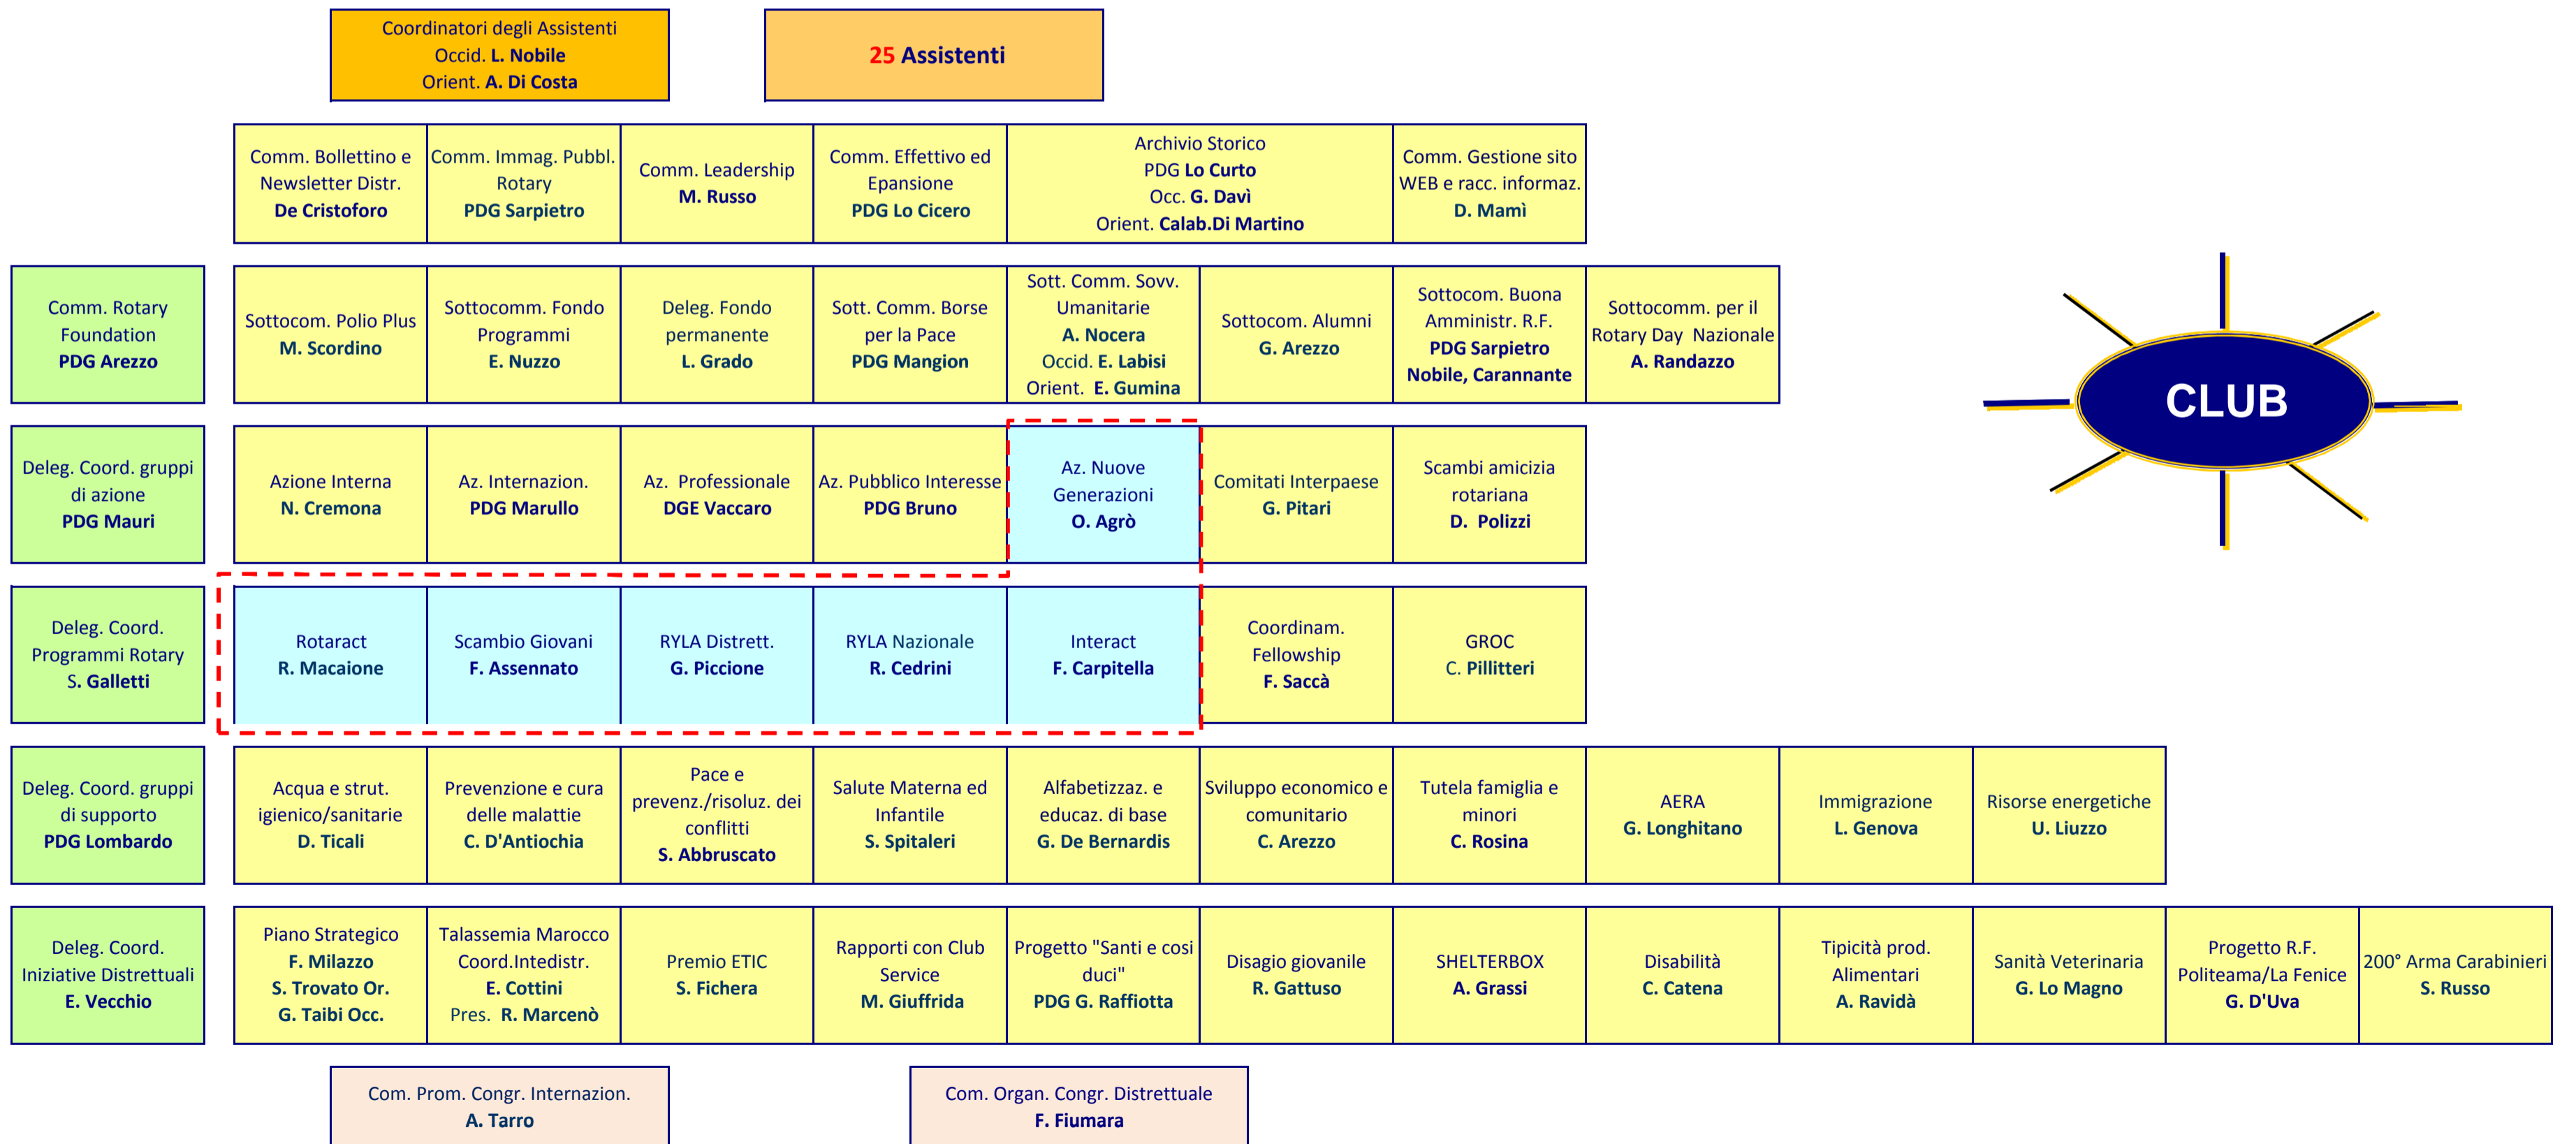 Coordinatori degli Assistenti
Occid. L. Nobile
Orient. A. Di Costa
25 Assistenti
Comm. Bollettino e
Newsletter Distr.
De Cristoforo
Comm. Immag. Pubbl.
Rotary
PDG Sarpietro
Comm. Leadership
M. Russo
Comm. Effettivo ed
Epansione
PDG Lo Cicero
Archivio Storico
PDG Lo Curto
Occ. G. Davì
Orient. Calab.Di Martino
Comm. Gestione sito
WEB e racc. informaz.
D. Mamì
Comm. Rotary
Foundation
PDG Arezzo
Sottocom. Polio Plus
M. Scordino
Sottocomm. Fondo
Programmi
E. Nuzzo
Deleg. Fondo
permanente
L. Grado
Sott. Comm. Borse
per la Pace
PDG Mangion
Sott. Comm. Sovv.
Umanitarie
A. Nocera
Occid. E. Labisi
Orient. E. Gumina
Sottocom. Alumni
G. Arezzo
Sottocom. Buona
Amministr. R.F.
PDG Sarpietro
Nobile, Carannante
Sottocomm. per il
Rotary Day Nazionale
A. Randazzo
CLUB
Deleg. Coord. gruppi
di azione
PDG Mauri
Azione Interna
N. Cremona
Az. Internazion.
PDG Marullo
Az. Professionale
DGE Vaccaro
Az. Pubblico Interesse
PDG Bruno
Az. Nuove
Generazioni
O. Agrò
Comitati Interpaese
G. Pitari
Scambi amicizia
rotariana
D. Polizzi
Deleg. Coord.
Programmi Rotary
S. Galletti
Rotaract
R. Macaione
Scambio Giovani
F. Assennato
RYLA Distrett.
G. Piccione
RYLA Nazionale
R. Cedrini
Interact
F. Carpitella
Coordinam.
Fellowship
F. Saccà
GROC
C. Pillitteri
Deleg. Coord. gruppi
di supporto
PDG Lombardo
Acqua e strut.
igienico/sanitarie
D. Ticali
Prevenzione e cura
delle malattie
C. D'Antiochia
Pace e
prevenz./risoluz. dei
conflitti
S. Abbruscato
Salute Materna ed
Infantile
S. Spitaleri
Alfabetizzaz. e
educaz. di base
G. De Bernardis
Sviluppo economico e
comunitario
C. Arezzo
Tutela famiglia e
minori
C. Rosina
AERA
G. Longhitano
Immigrazione
L. Genova
Risorse energetiche
U. Liuzzo
Deleg. Coord.
Iniziative Distrettuali
E. Vecchio
Piano Strategico
F. Milazzo
S. Trovato Or.
G. Taibi Occ.
Talassemia Marocco
Coord.Intedistr.
E. Cottini
Pres. R. Marcenò
Premio ETIC
S. Fichera
Rapporti con Club
Service
M. Giuffrida
Progetto "Santi e cosi
duci"
PDG G. Raffiotta
Disagio giovanile
R. Gattuso
SHELTERBOX
A. Grassi
Disabilità
C. Catena
Tipicità prod.
Alimentari
A. Ravidà
Sanità Veterinaria
G. Lo Magno
Progetto R.F.
Politeama/La Fenice
G. D'Uva
200° Arma Carabinieri
S. Russo
Com. Prom. Congr. Internazion.
A. Tarro
Com. Organ. Congr. Distrettuale
F. Fiumara